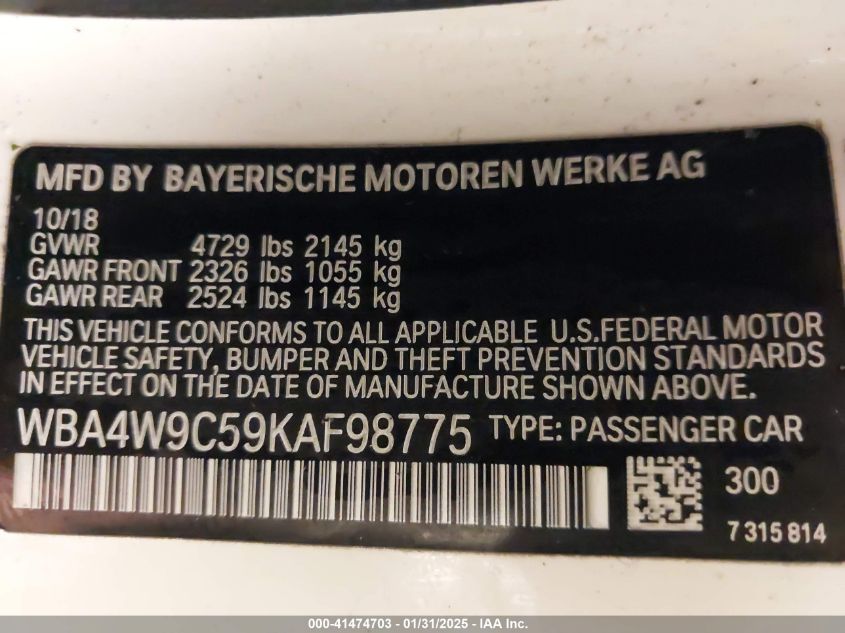 MFD BY BAYERISCHE MOTOREN WERKE AG
10/18
GVWR 4729 lbs 2145 kg
GAWR FRONT 2326 lbs 1055 kg
GAWR REAR 2524 lbs 1145 kg
THIS VEHICLE CONFORMS TO ALL APPLICABLE U.S.FEDERAL MOTOR
VEHICLE SAFETY, BUMPER AND THEFT PREVENTION STANDARDS
IN EFFECT ON THE DATE OF MANUFACTURE SHOWN ABOVE.
WBA4W9C59KAF98775 TYPE: PASSENGER CAR
300
7 315 814
000-41474703 - 01/31/2025 - IAA Inc.